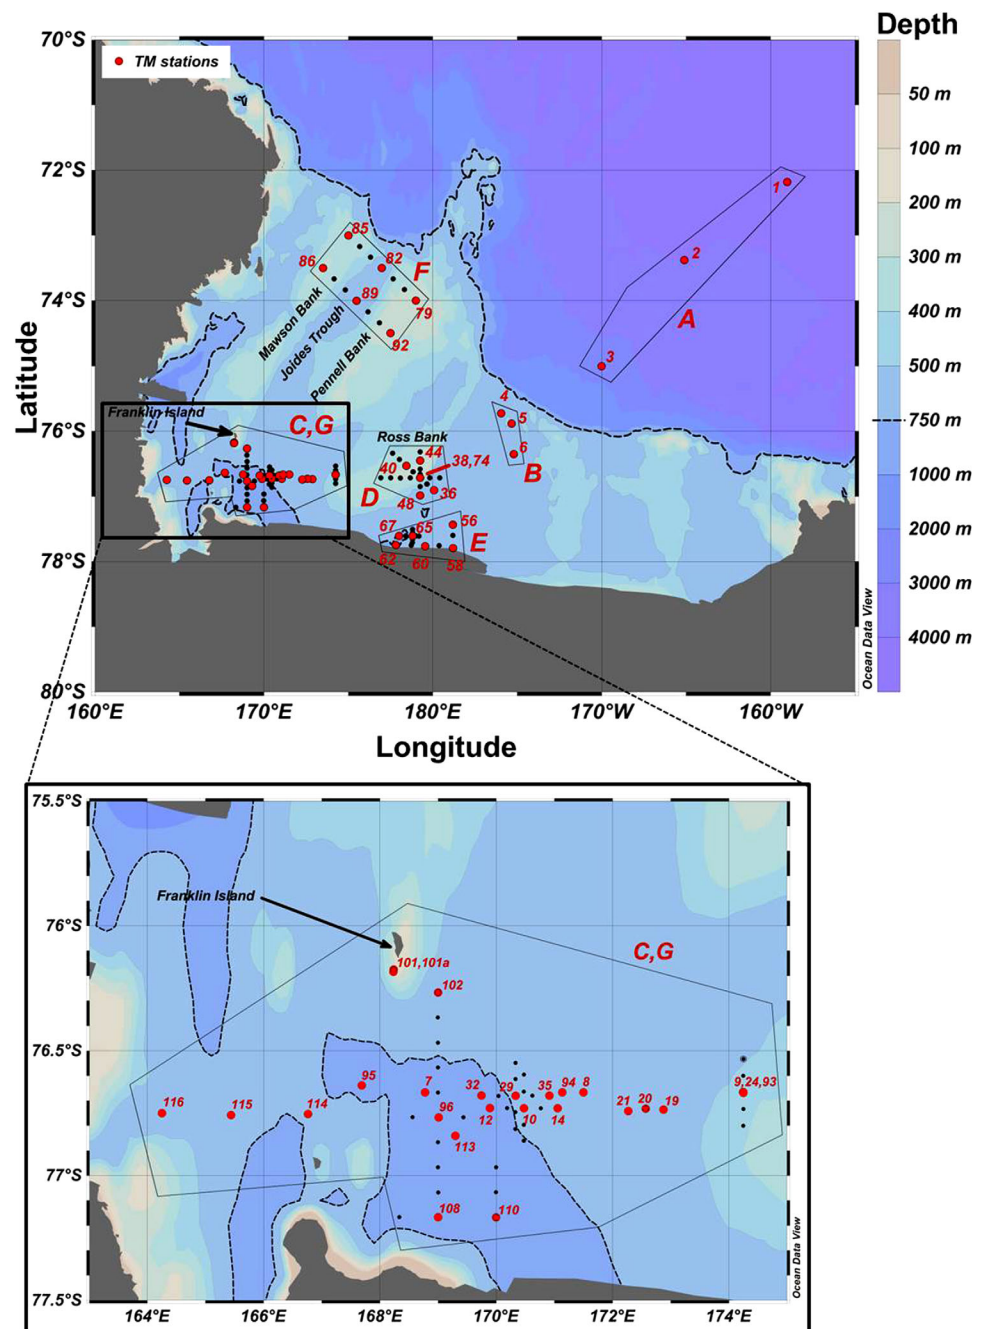 Depth
70°S
TM stations
50 m
100 m
72°S
200 m
1
85
300 m
86
82
F
2
74°S
89
79
400 m
A
Mawson Bank
Joides Trough
Pennell Bank
92
3
500 m
Latitude
4
5
750 m
Franklin Island
C,G
76°S
Ross Bank
44
6
38,74
40
B
1000 m
D
48
36
67
65
56
E
2000 m
78°S
62
60
58
3000 m
4000 m
Ocean Data View
80°S
160°E
170°E
180°E
170°W
160°W
Longitude
75.5°S
Franklin Island
76°S
C,G
101,101a
102
76.5°S
95
7
32
29
35
94
8
9,24,93
116
115
114
96
12
10
14
21
20
19
113
77°S
108
110
77.5°S
Ocean Data View
164°E
166°E
168°E
170°E
172°E
174°E